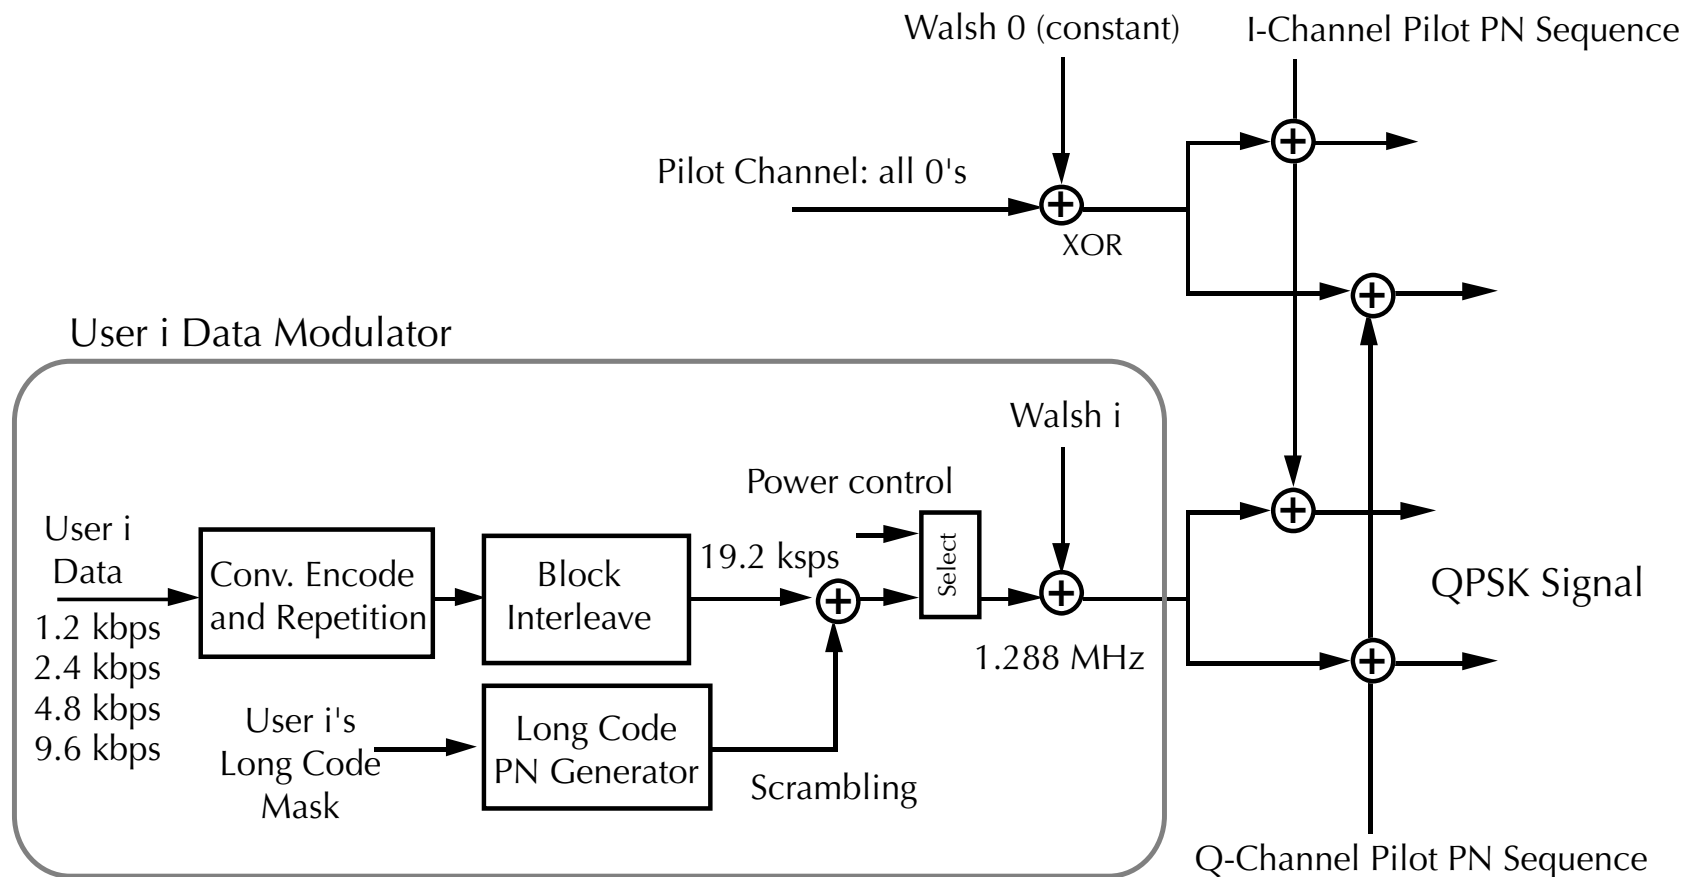 Walsh 0 (constant)
I-Channel Pilot PN Sequence
Pilot Channel: all 0's
XOR
User i Data Modulator
Walsh i
Power control
User i
Data
1.2 kbps
2.4 kbps
4.8 kbps
9.6 kbps
Conv. Encode
and Repetition
Block
Interleave
19.2 ksps
Select
1.288 MHz
QPSK Signal
User i's
Long Code
Mask
Long Code
PN Generator
Scrambling
Q-Channel Pilot PN Sequence